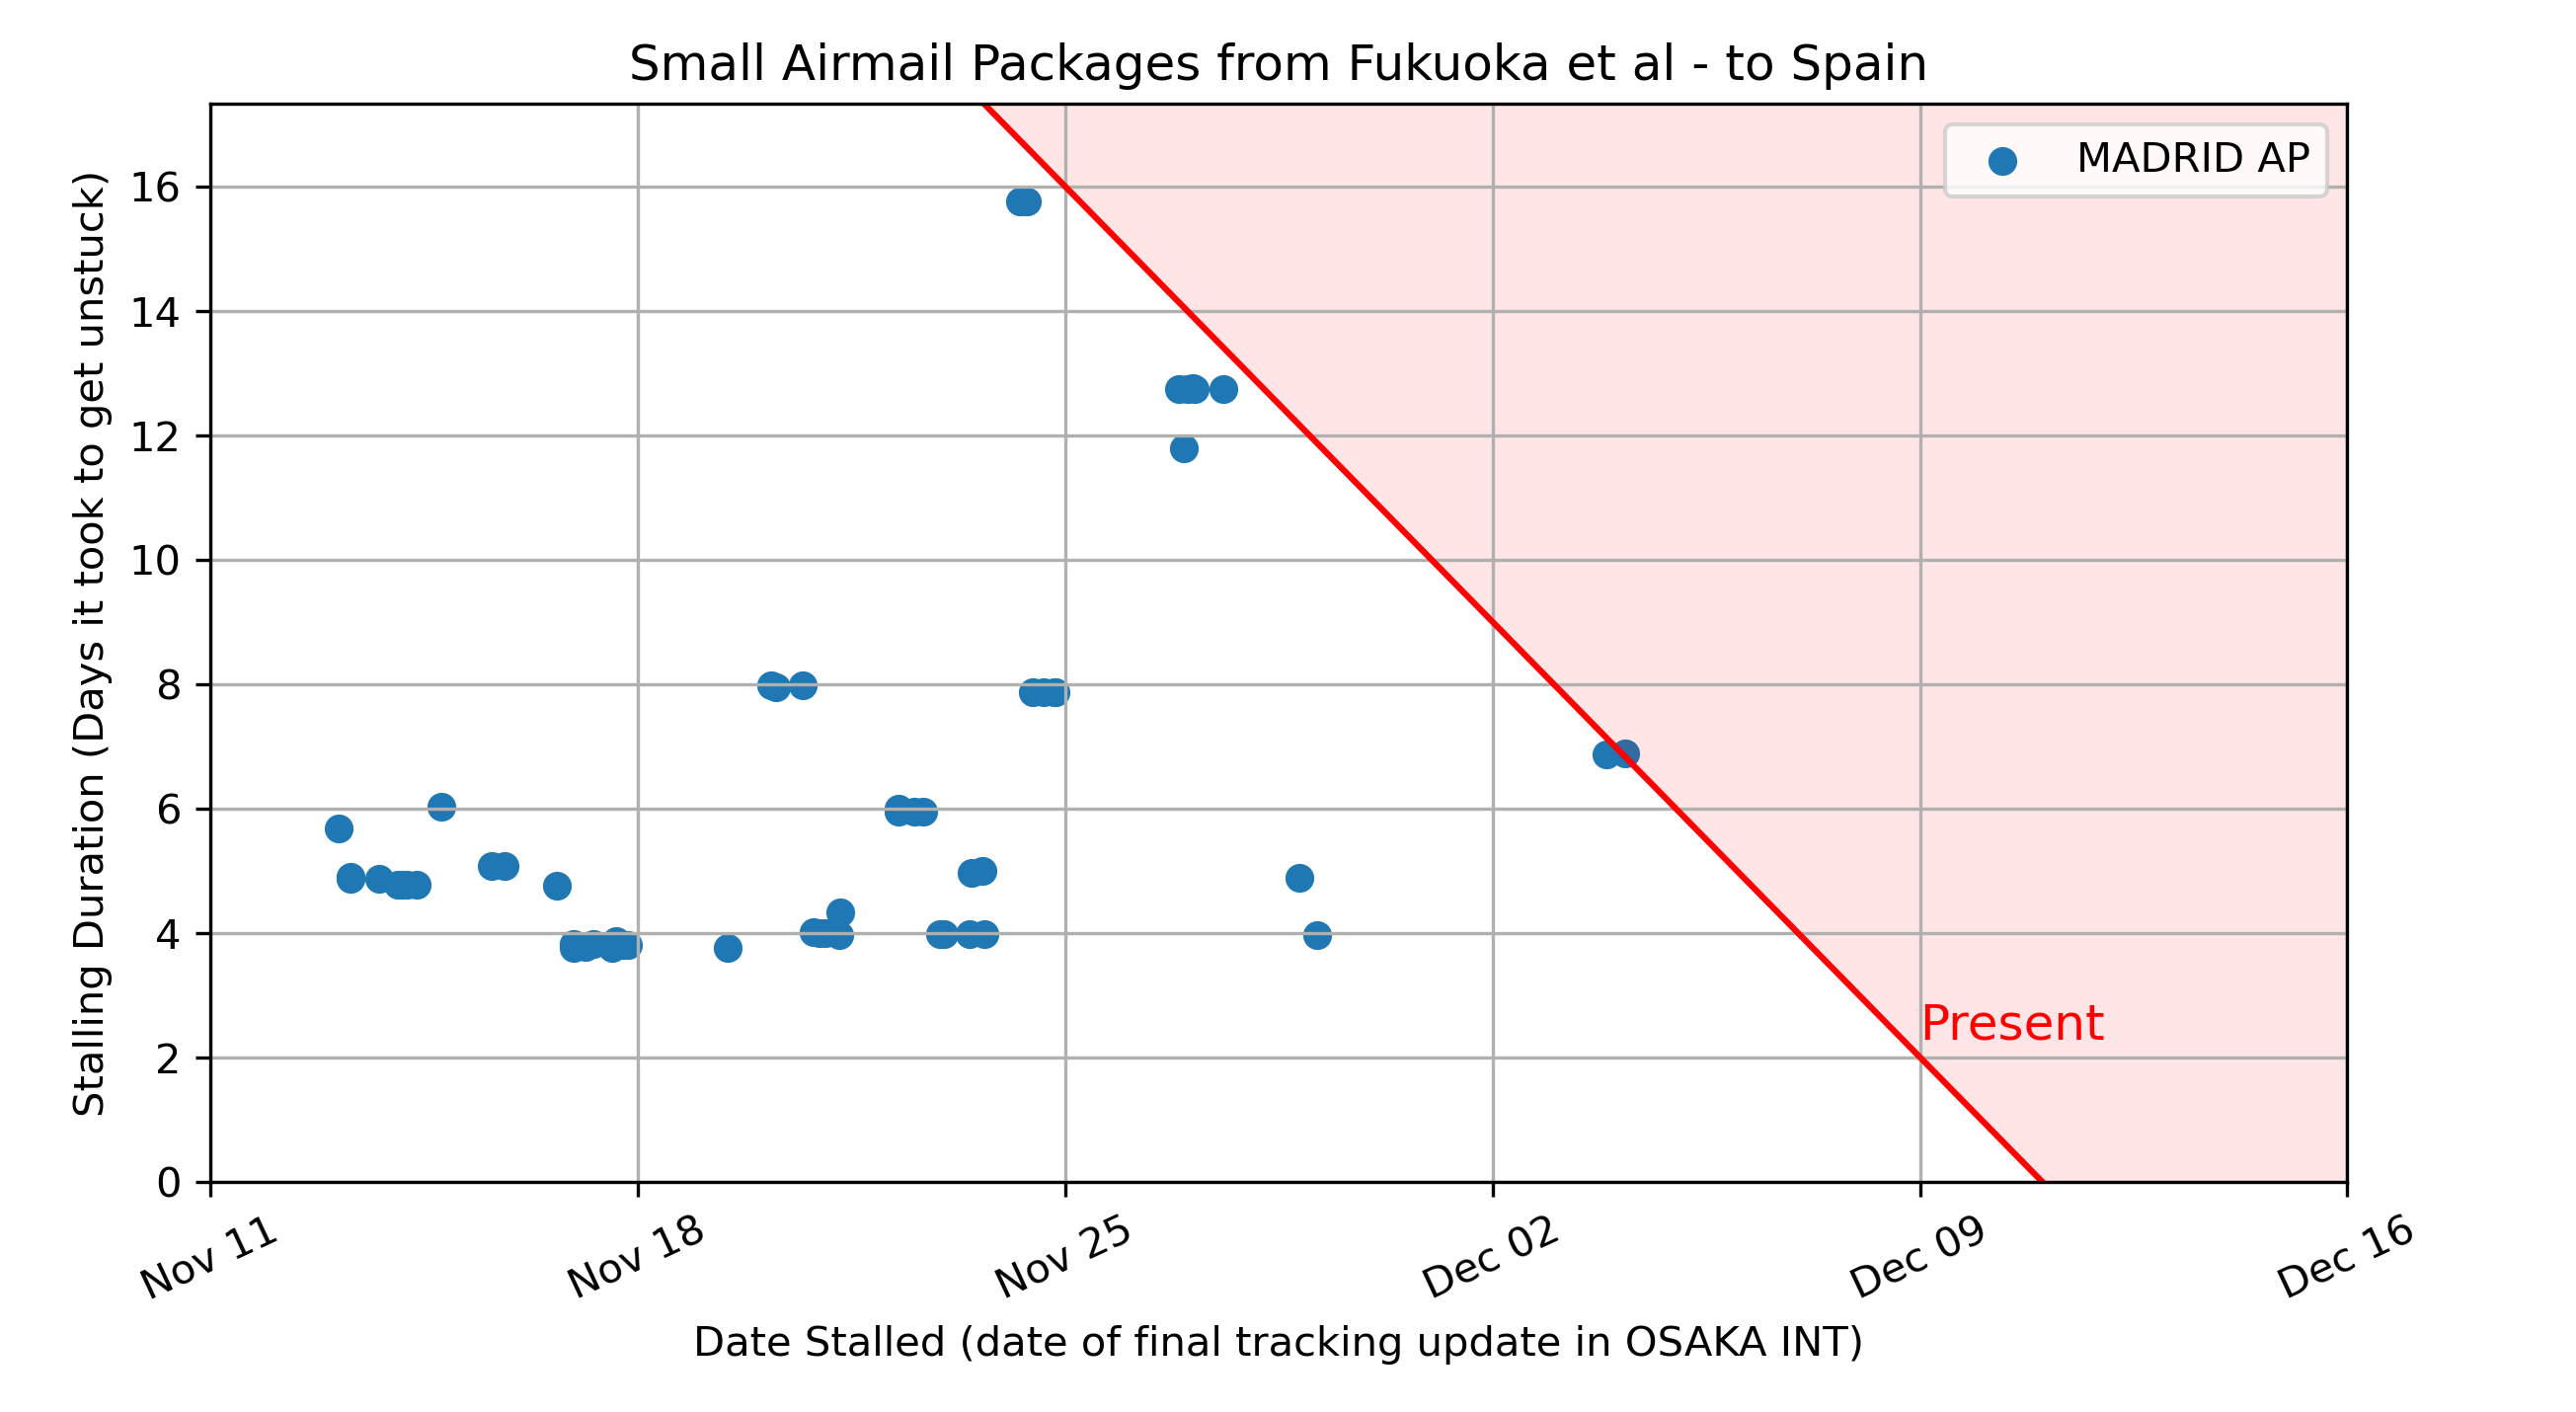 Small Airmail Packages from Fukuoka et al - to Spain
MADRID AP
Stalling Duration (Days it took to get unstuck)
16
14
12
10
8
6
4
2
0
Present
Nov 11
Nov 18
Nov 25
Dec 02
Dec 09
Dec 16
Date Stalled (date of final tracking update in OSAKA INT)